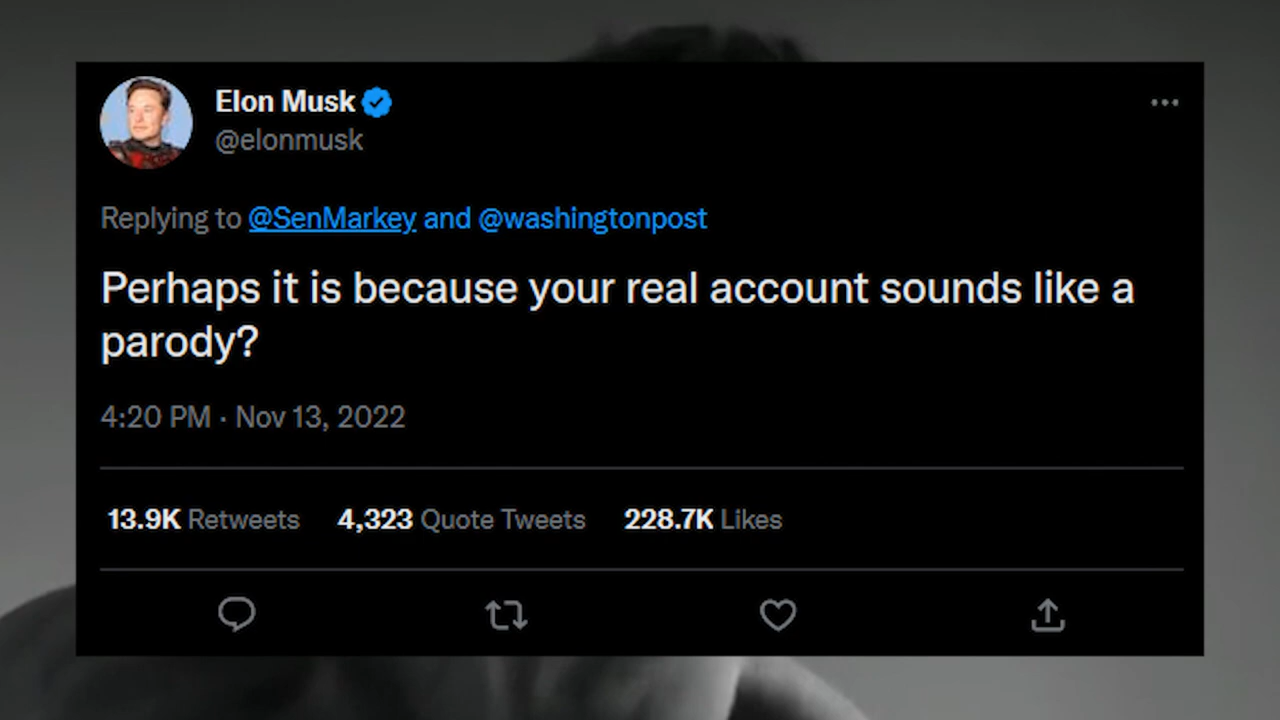 Elon Musk
@elonmusk
Replying to @SenMarkey and @washingtonpost
Perhaps it is because your real account sounds like a
parody?
4:20 PM · Nov 13, 2022
13.9K Retweets 4,323 Quote Tweets 228.7K Likes